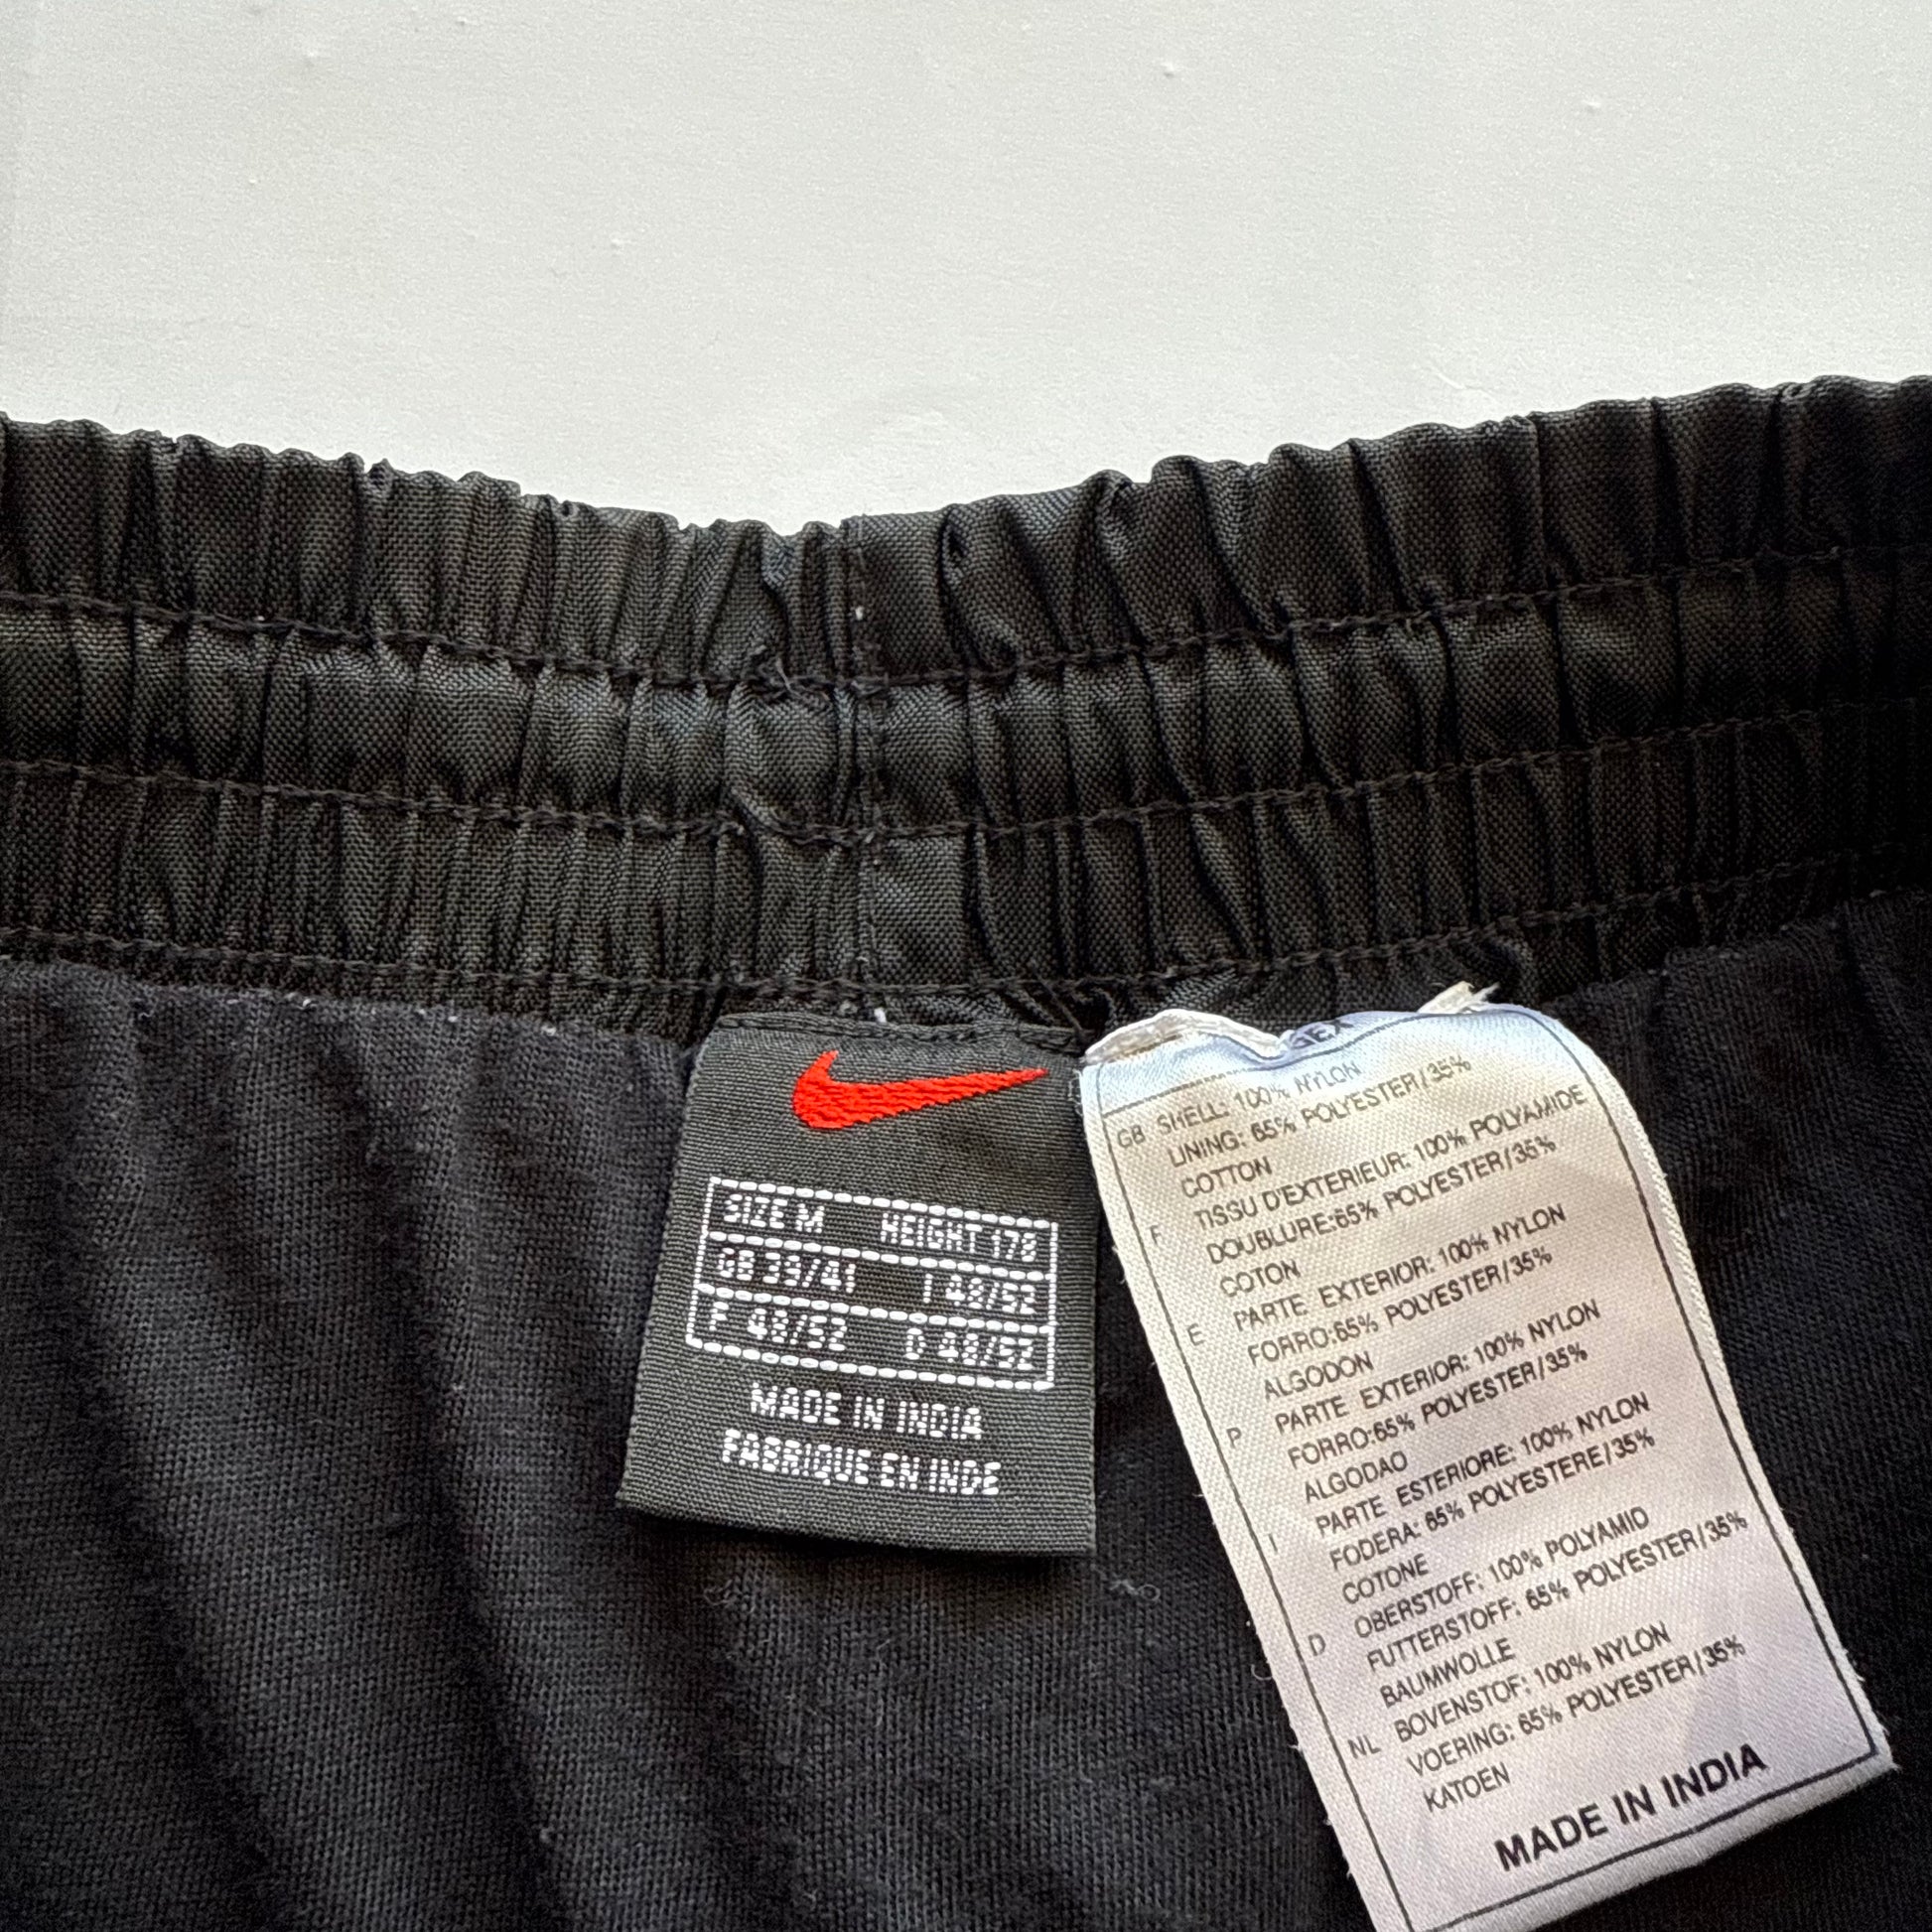 SIZE M HEIGHT 178
GB 39/41 I 48/52
F 48/52 D 48/52
MADE IN INDIA
FABRIQUE EN INDE
GB SHELL: 100% NYLON
LINING: 65% POLYESTER/35%
COTTON
F TISSU D'EXTERIEUR: 100% POLYAMIDE
DOUBLURE:65% POLYESTER/35%
COTON
E PARTE EXTERIOR: 100% NYLON
FORRO:65% POLYESTER/35%
ALGODON
P PARTE EXTERIOR: 100% NYLON
FORRO:65% POLYESTER/35%
ALGODAO
I PARTE ESTERIORE: 100% NYLON
FODERA: 65% POLYESTERE/35%
COTONE
D OBERSTOFF: 100% POLYAMID
FUTTERSTOFF: 65% POLYESTER/35%
BAUMWOLLE
NL BOVENSTOF: 100% NYLON
VOERING: 65% POLYESTER/35%
KATOEN
MADE IN INDIA